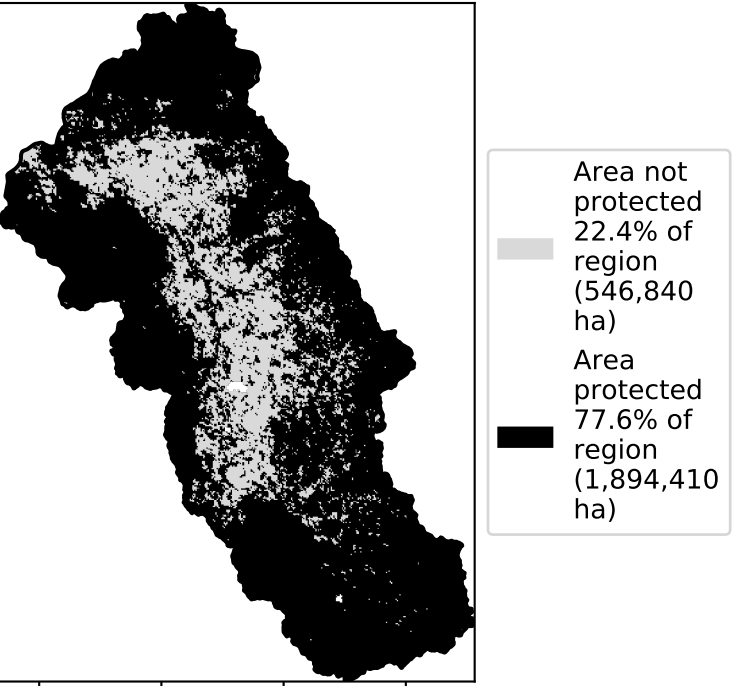 Area not
protected
22.4% of
region
(546,840
ha)
Area
protected
77.6% of
region
(1,894,410
ha)